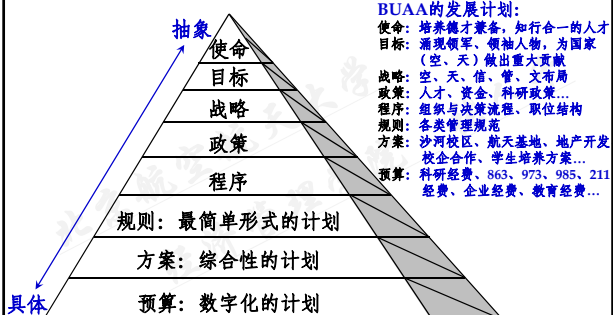 抽象
使命
目标
战略
政策
程序
规则：最简单形式的计划
方案：综合性的计划
预算：数字化的计划
具体
BUAA的发展计划：
使命：培养德才兼备，知行合一的人才
目标：涌现领军、领袖人物，为国家
（空、天）做出重大贡献
战略：空、天、信、管、文布局
政策：人才、资金、科研政策…
程序：组织与决策流程、职位结构
规则：各类管理规范
方案：沙河校区、航天基地、地产开发
校企合作、学生培养方案…
预算：科研经费、863、973、985、211
经费、企业经费、教育经费…